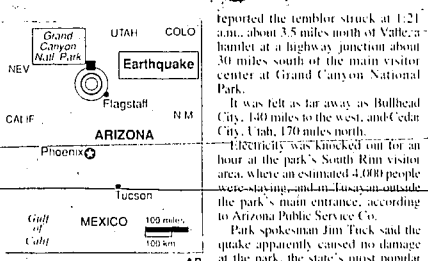 Grand
Canyon
Natl Park
UTAH COLO
NEV
Earthquake
Flagstaff
CALIF
N M
ARIZONA
Phoenix
Tucson
Gulf
of
Calif
MEXICO
100 miles
100 km
AP
reported the temblor struck at 1:21
a.m., about 3.5 miles north of Valle, a
hamlet at a highway junction about
30 miles south of the main visitor
center at Grand Canyon National
Park.
It was felt as far away as Bullhead
City, 140 miles to the west, and Cedar
City, Utah, 170 miles north.
Electricity was knocked out for an
hour at the park's South Rim visitor
area, where an estimated 4,000 people
were staying, and in Tusayan outside
the park's main entrance, according
to Arizona Public Service Co.
Park spokesman Jim Tuck said the
quake apparently caused no damage
at the park, the state's most popular